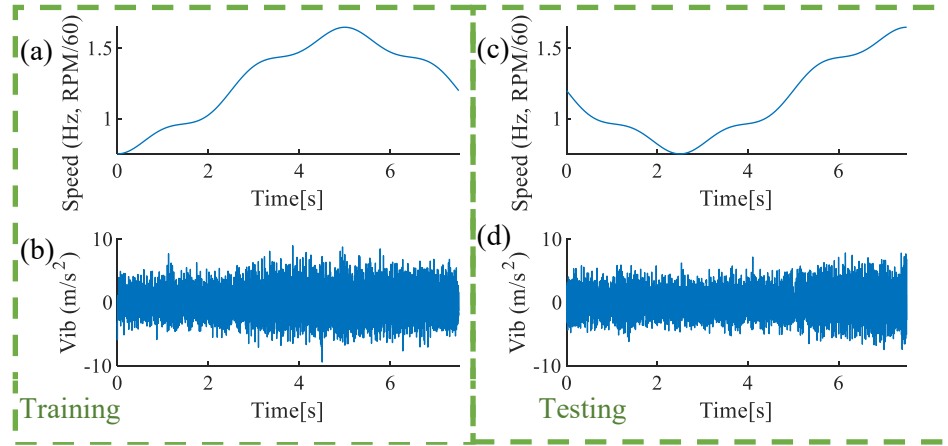 (a)
Speed (Hz, RPM/60)
1.5
1
0 2 4 6
Time[s]
(b)
Vib (m/s²)
10
0
-10
0 2 4 6
Time[s]
Training
(c)
Speed (Hz, RPM/60)
1.5
1
0 2 4 6
Time[s]
(d)
Vib (m/s²)
10
0
-10
0 2 4 6
Time[s]
Testing